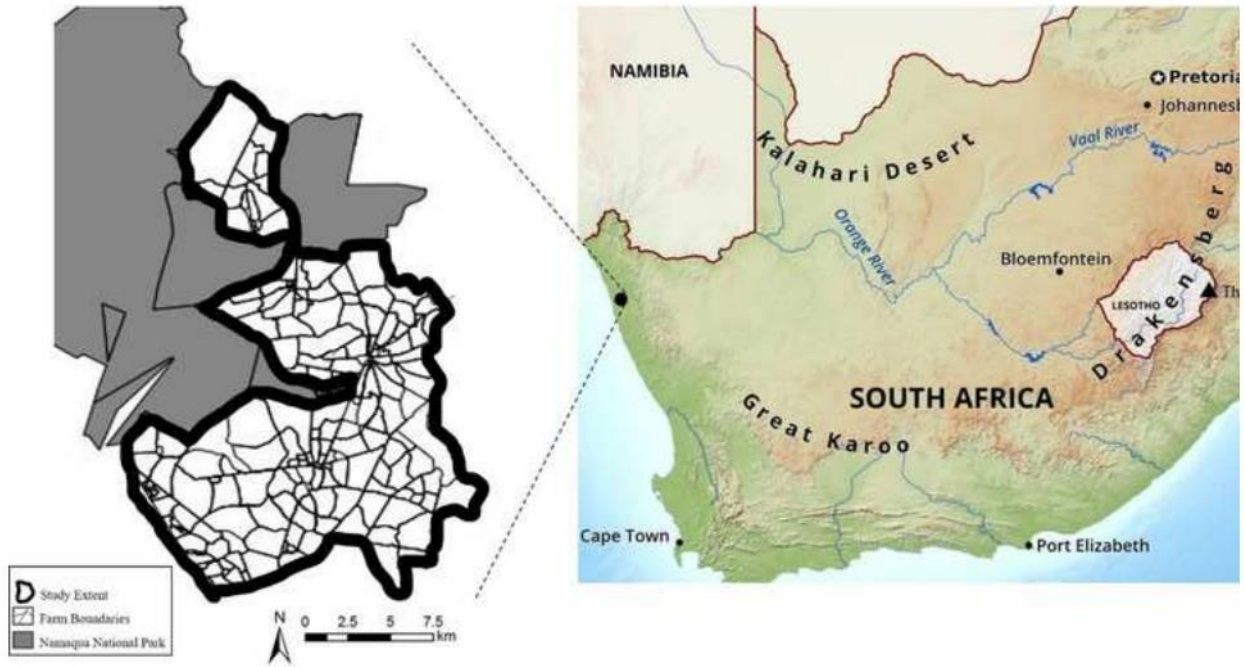 NAMIBIA
Pretoria
Johannesb
Kalahari Desert
Vaal River
Orange River
Bloemfontein
LESOTHO
Th
Drakensberg
SOUTH AFRICA
Great Karoo
Cape Town
Port Elizabeth
Study Extent
Farm Boundaries
Namaqua National Park
N
0 2.5 5 7.5
km